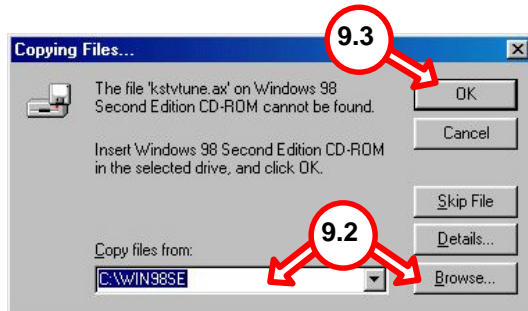 9.3
Copying Files...
The file 'kstvtune.ax' on Windows 98
Second Edition CD-ROM cannot be found.
OK
Cancel
Insert Windows 98 Second Edition CD-ROM
in the selected drive, and click OK.
Skip File
9.2
Details...
Copy files from:
C:\WIN98SE
Browse...